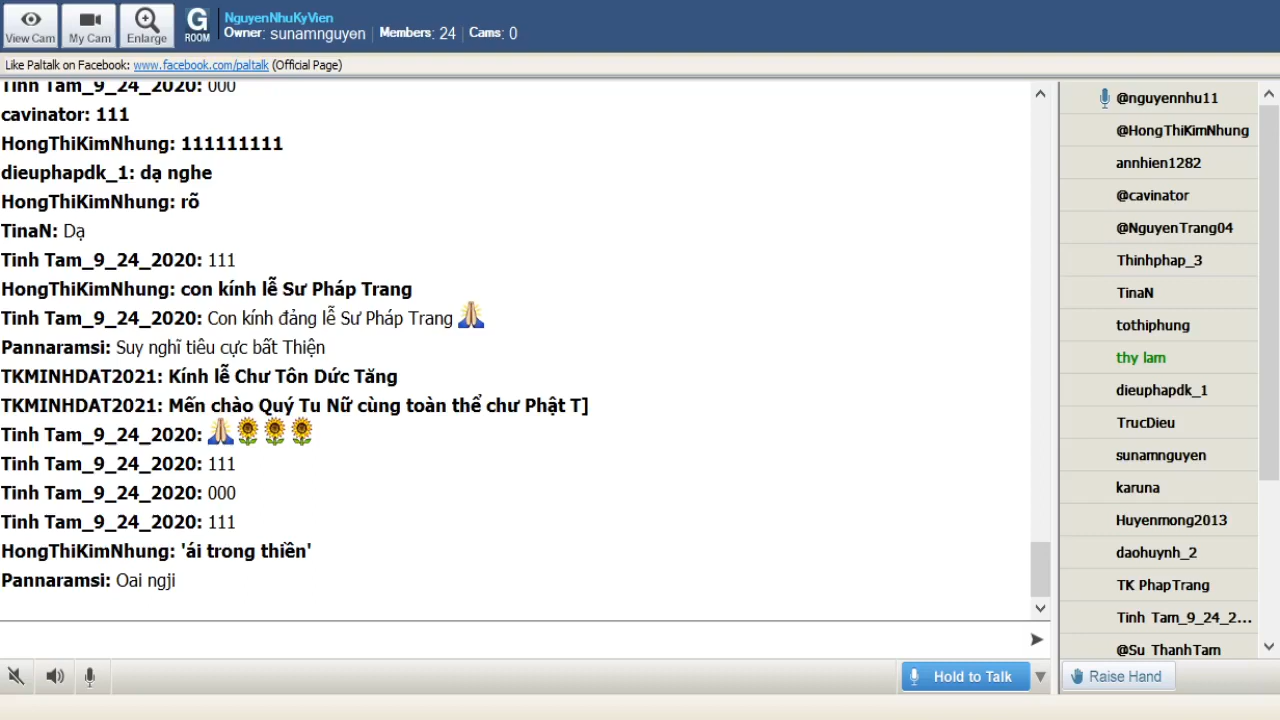 View Cam
My Cam
Enlarge
G
ROOM
NguyenNhuKyVien
Owner: sunamnguyen
Members: 24
Cams: 0
Like Paltalk on Facebook: www.facebook.com/paltalk (Official Page)
Tinh Tam_9_24_2020: 000
cavinator: 111
HongThiKimNhung: 111111111
dieuphapdk_1: dạ nghe
HongThiKimNhung: rõ
TinaN: Dạ
Tinh Tam_9_24_2020: 111
HongThiKimNhung: con kính lễ Sư Pháp Trang
Tinh Tam_9_24_2020: Con kính đảng lễ Sư Pháp Trang
Pannaramsi: Suy nghĩ tiêu cực bất Thiện
TKMINHDAT2021: Kính lễ Chư Tôn Dức Tăng
TKMINHDAT2021: Mến chào Quý Tu Nữ cùng toàn thể chư Phật T]
Tinh Tam_9_24_2020:
Tinh Tam_9_24_2020: 111
Tinh Tam_9_24_2020: 000
Tinh Tam_9_24_2020: 111
HongThiKimNhung: 'ái trong thiền'
Pannaramsi: Oai ngji
Hold to Talk
@nguyennhu11
@HongThiKimNhung
annhien1282
@cavinator
@NguyenTrang04
Thinhphap_3
TinaN
tothiphung
thy lam
dieuphapdk_1
TrucDieu
sunamnguyen
karuna
Huyenmong2013
daohuynh_2
TK PhapTrang
Tinh Tam_9_24_2...
@Su ThanhTam
Raise Hand